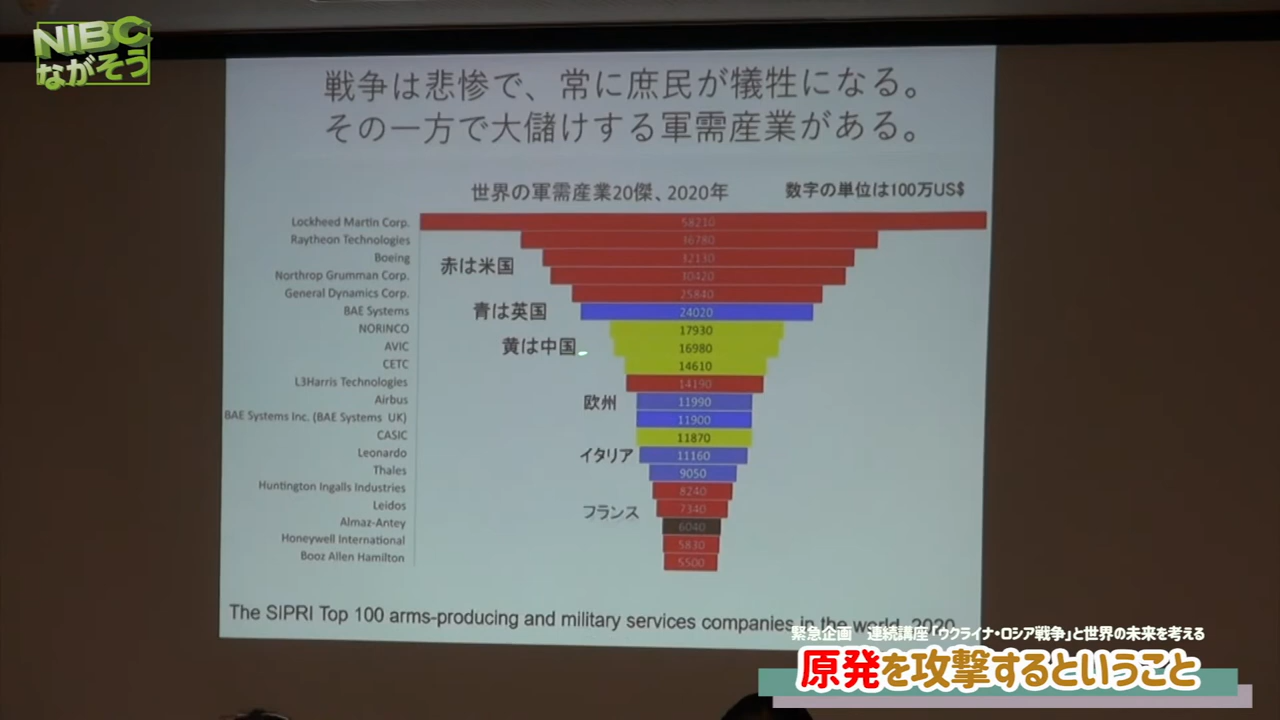 NIBC
ながそう
戦争は悲惨で、常に庶民が犠牲になる。
その一方で大儲けする軍需産業がある。
世界の軍需産業20傑、2020年
数字の単位は100万US$
Lockheed Martin Corp.
58210
Raytheon Technologies
36780
Boeing
32130
赤は米国
Northrop Grumman Corp.
30420
General Dynamics Corp.
25840
BAE Systems
青は英国
24020
NORINCO
17930
AVIC
黄は中国
16980
CETC
14610
L3Harris Technologies
14190
Airbus
欧州
11990
BAE Systems Inc. (BAE Systems UK)
11900
CASIC
11870
Leonardo
イタリア
11160
Thales
9050
Huntington Ingalls Industries
8240
Leidos
フランス
7340
Almaz-Antey
6040
Honeywell International
5830
Booz Allen Hamilton
5500
The SIPRI Top 100 arms-producing and military services companies in the world, 2020
緊急企画 連続講座「ウクライナ・ロシア戦争」と世界の未来を考える
原発を攻撃するということ